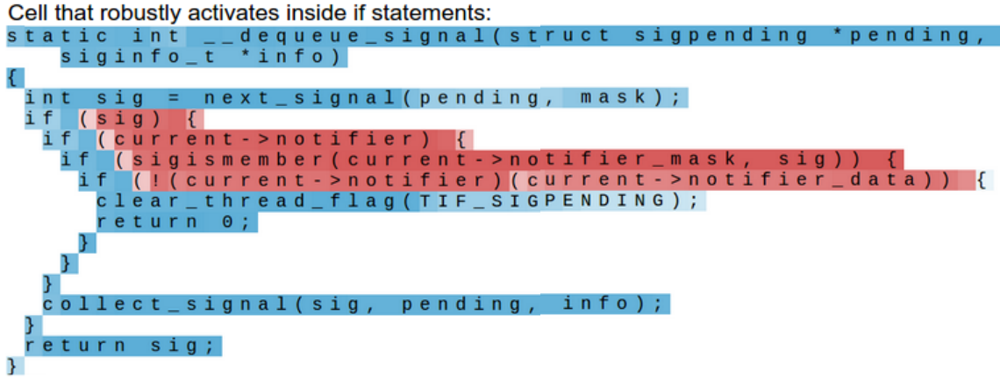 Cell that robustly activates inside if statements:
static int __dequeue_signal(struct sigpending *pending,
siginfo_t *info)
{
int sig = next_signal(pending, mask);
if (sig) {
if (current->notifier) {
if (sigismember(current->notifier_mask, sig)) {
if (!(current->notifier)(current->notifier_data)) {
clear_thread_flag(TIF_SIGPENDING);
return 0;
}
}
}
collect_signal(sig, pending, info);
}
return sig;
}